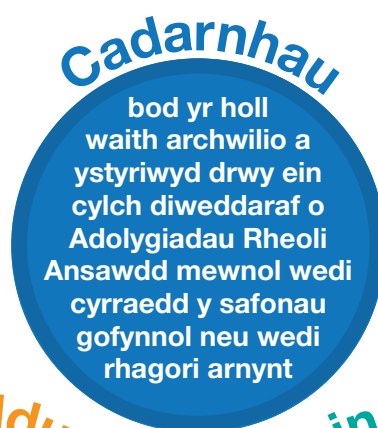 Cadarnhau
bod yr holl
waith archwilio a
ystyriwyd drwy ein
cylch diweddaraf o
Adolygiadau Rheoli
Ansawdd mewnol wedi
cyrraedd y safonau
gofynnol neu wedi
rhagori arnynt